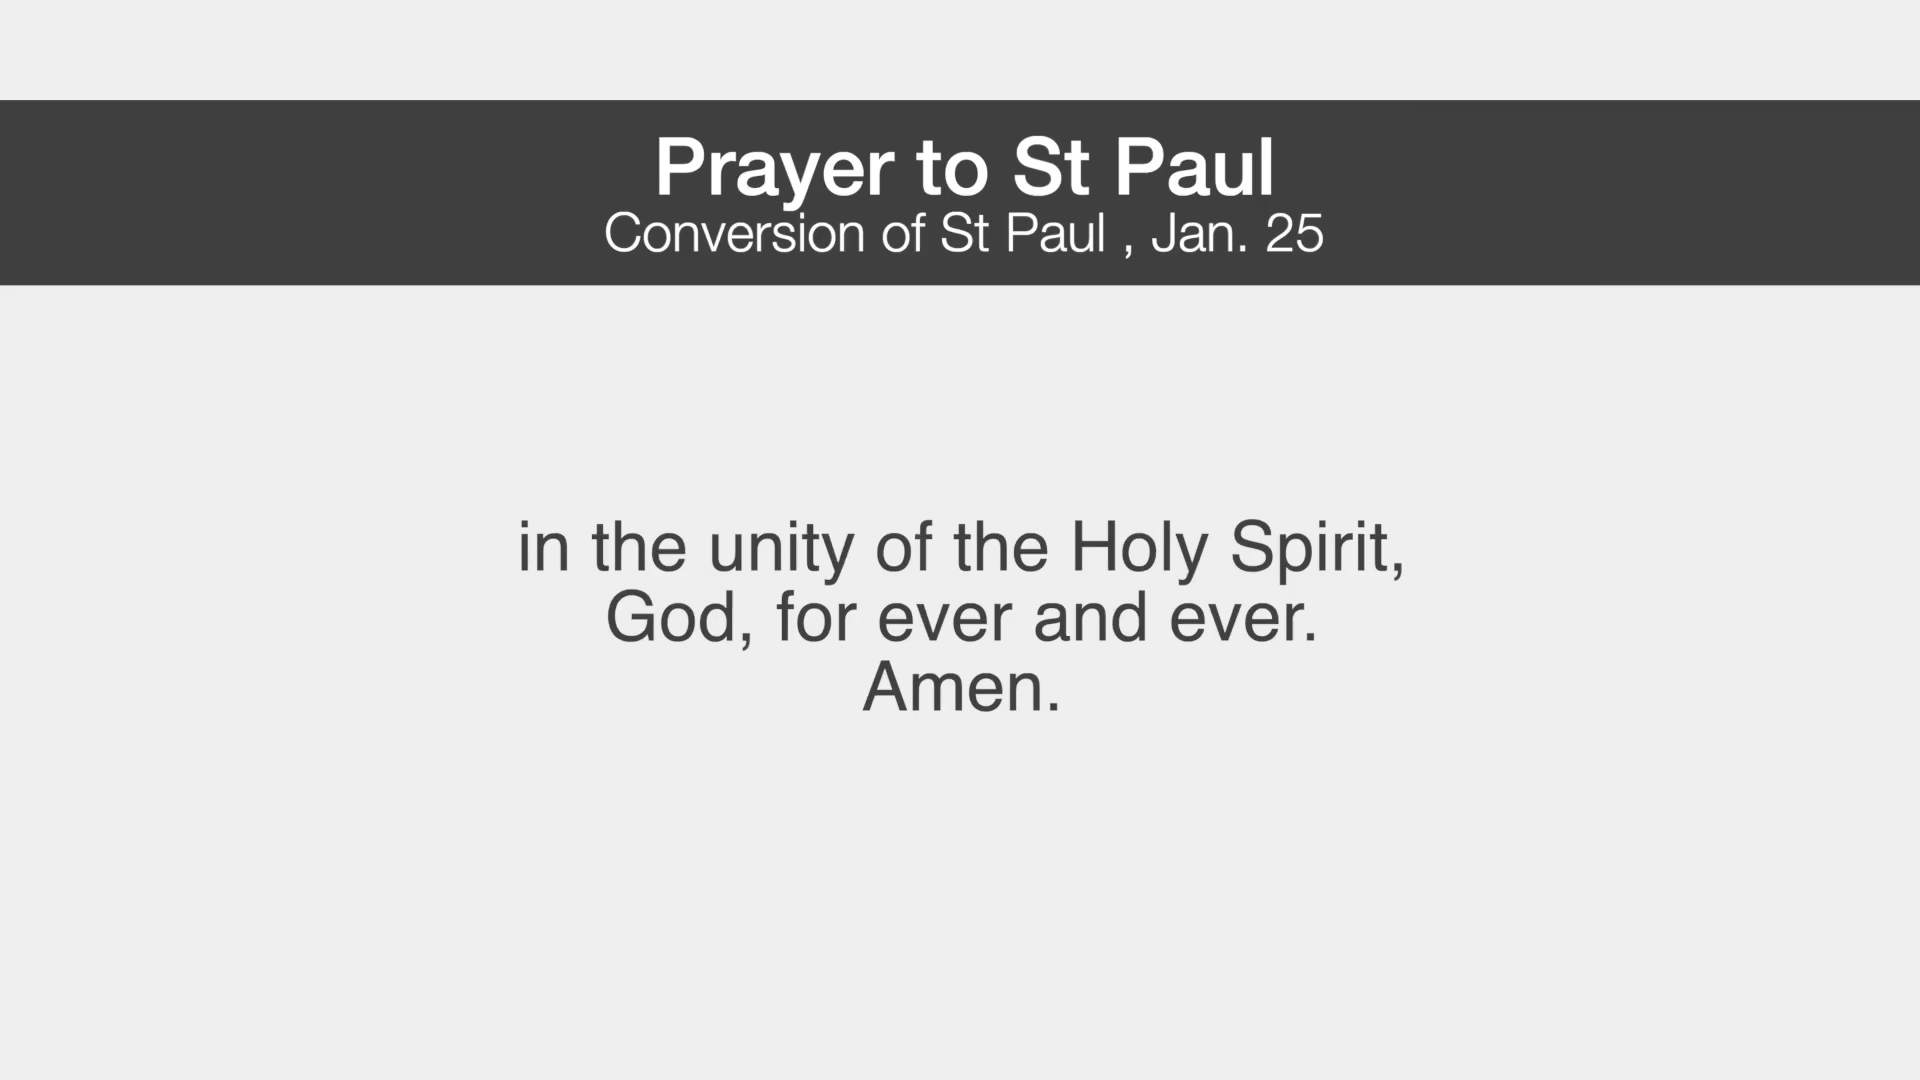 Prayer to St Paul
Conversion of St Paul , Jan. 25
in the unity of the Holy Spirit,
God, for ever and ever.
Amen.